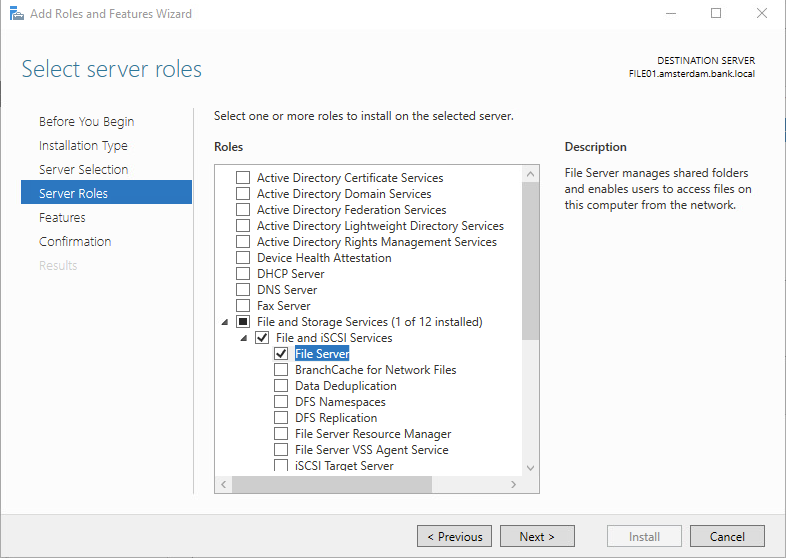 Add Roles and Features Wizard
Select server roles
DESTINATION SERVER
FILE01.amsterdam.bank.local
Before You Begin
Installation Type
Server Selection
Server Roles
Features
Confirmation
Results
Select one or more roles to install on the selected server.
Roles
Active Directory Certificate Services
Active Directory Domain Services
Active Directory Federation Services
Active Directory Lightweight Directory Services
Active Directory Rights Management Services
Device Health Attestation
DHCP Server
DNS Server
Fax Server
File and Storage Services (1 of 12 installed)
File and iSCSI Services
File Server
BranchCache for Network Files
Data Deduplication
DFS Namespaces
DFS Replication
File Server Resource Manager
File Server VSS Agent Service
iSCSI Target Server
Description
File Server manages shared folders
and enables users to access files on
this computer from the network.
< Previous
Next >
Install
Cancel